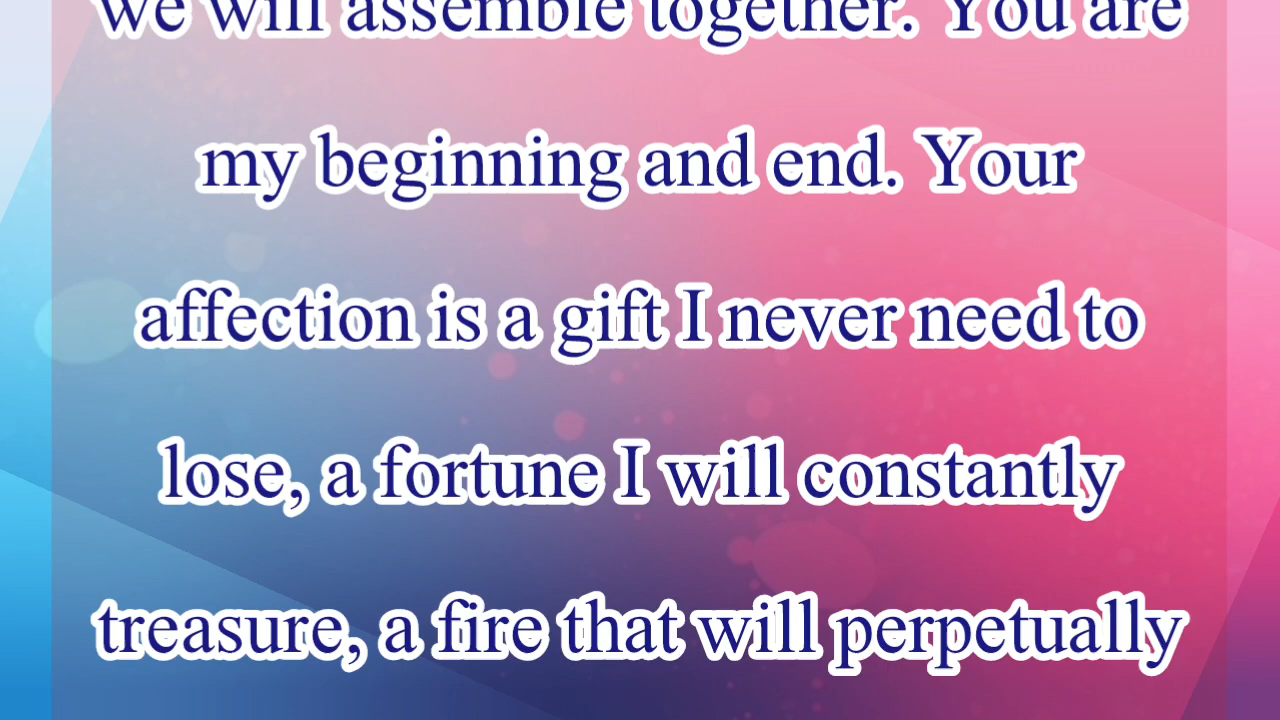 we will assemble together. You are
my beginning and end. Your
affection is a gift I never need to
lose, a fortune I will constantly
treasure, a fire that will perpetually